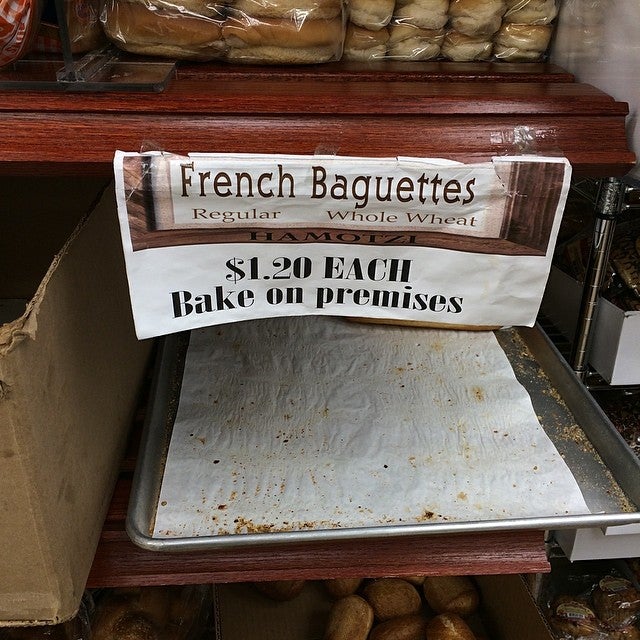 French Baguettes
Regular Whole Wheat
HAMOTZI
$1.20 EACH
Bake on premises